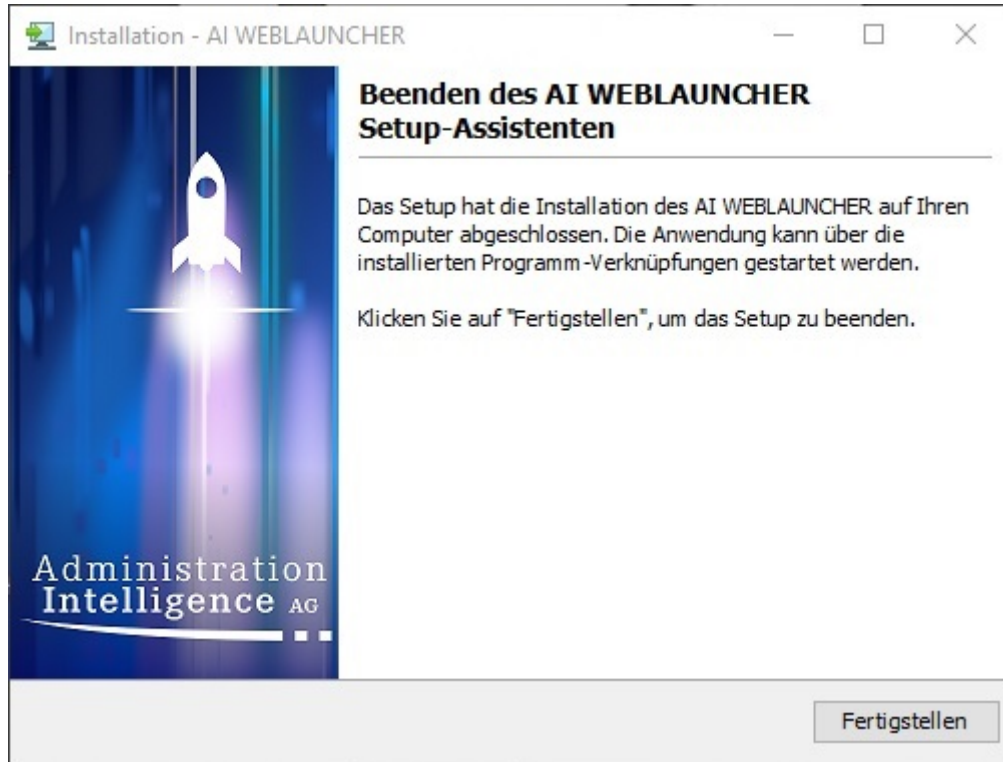 Installation - AI WEBLAUNCHER
Beenden des AI WEBLAUNCHER
Setup-Assistenten
Das Setup hat die Installation des AI WEBLAUNCHER auf Ihren
Computer abgeschlossen. Die Anwendung kann über die
installierten Programm-Verknüpfungen gestartet werden.
Klicken Sie auf "Fertigstellen", um das Setup zu beenden.
Administration
Intelligence AG
Fertigstellen